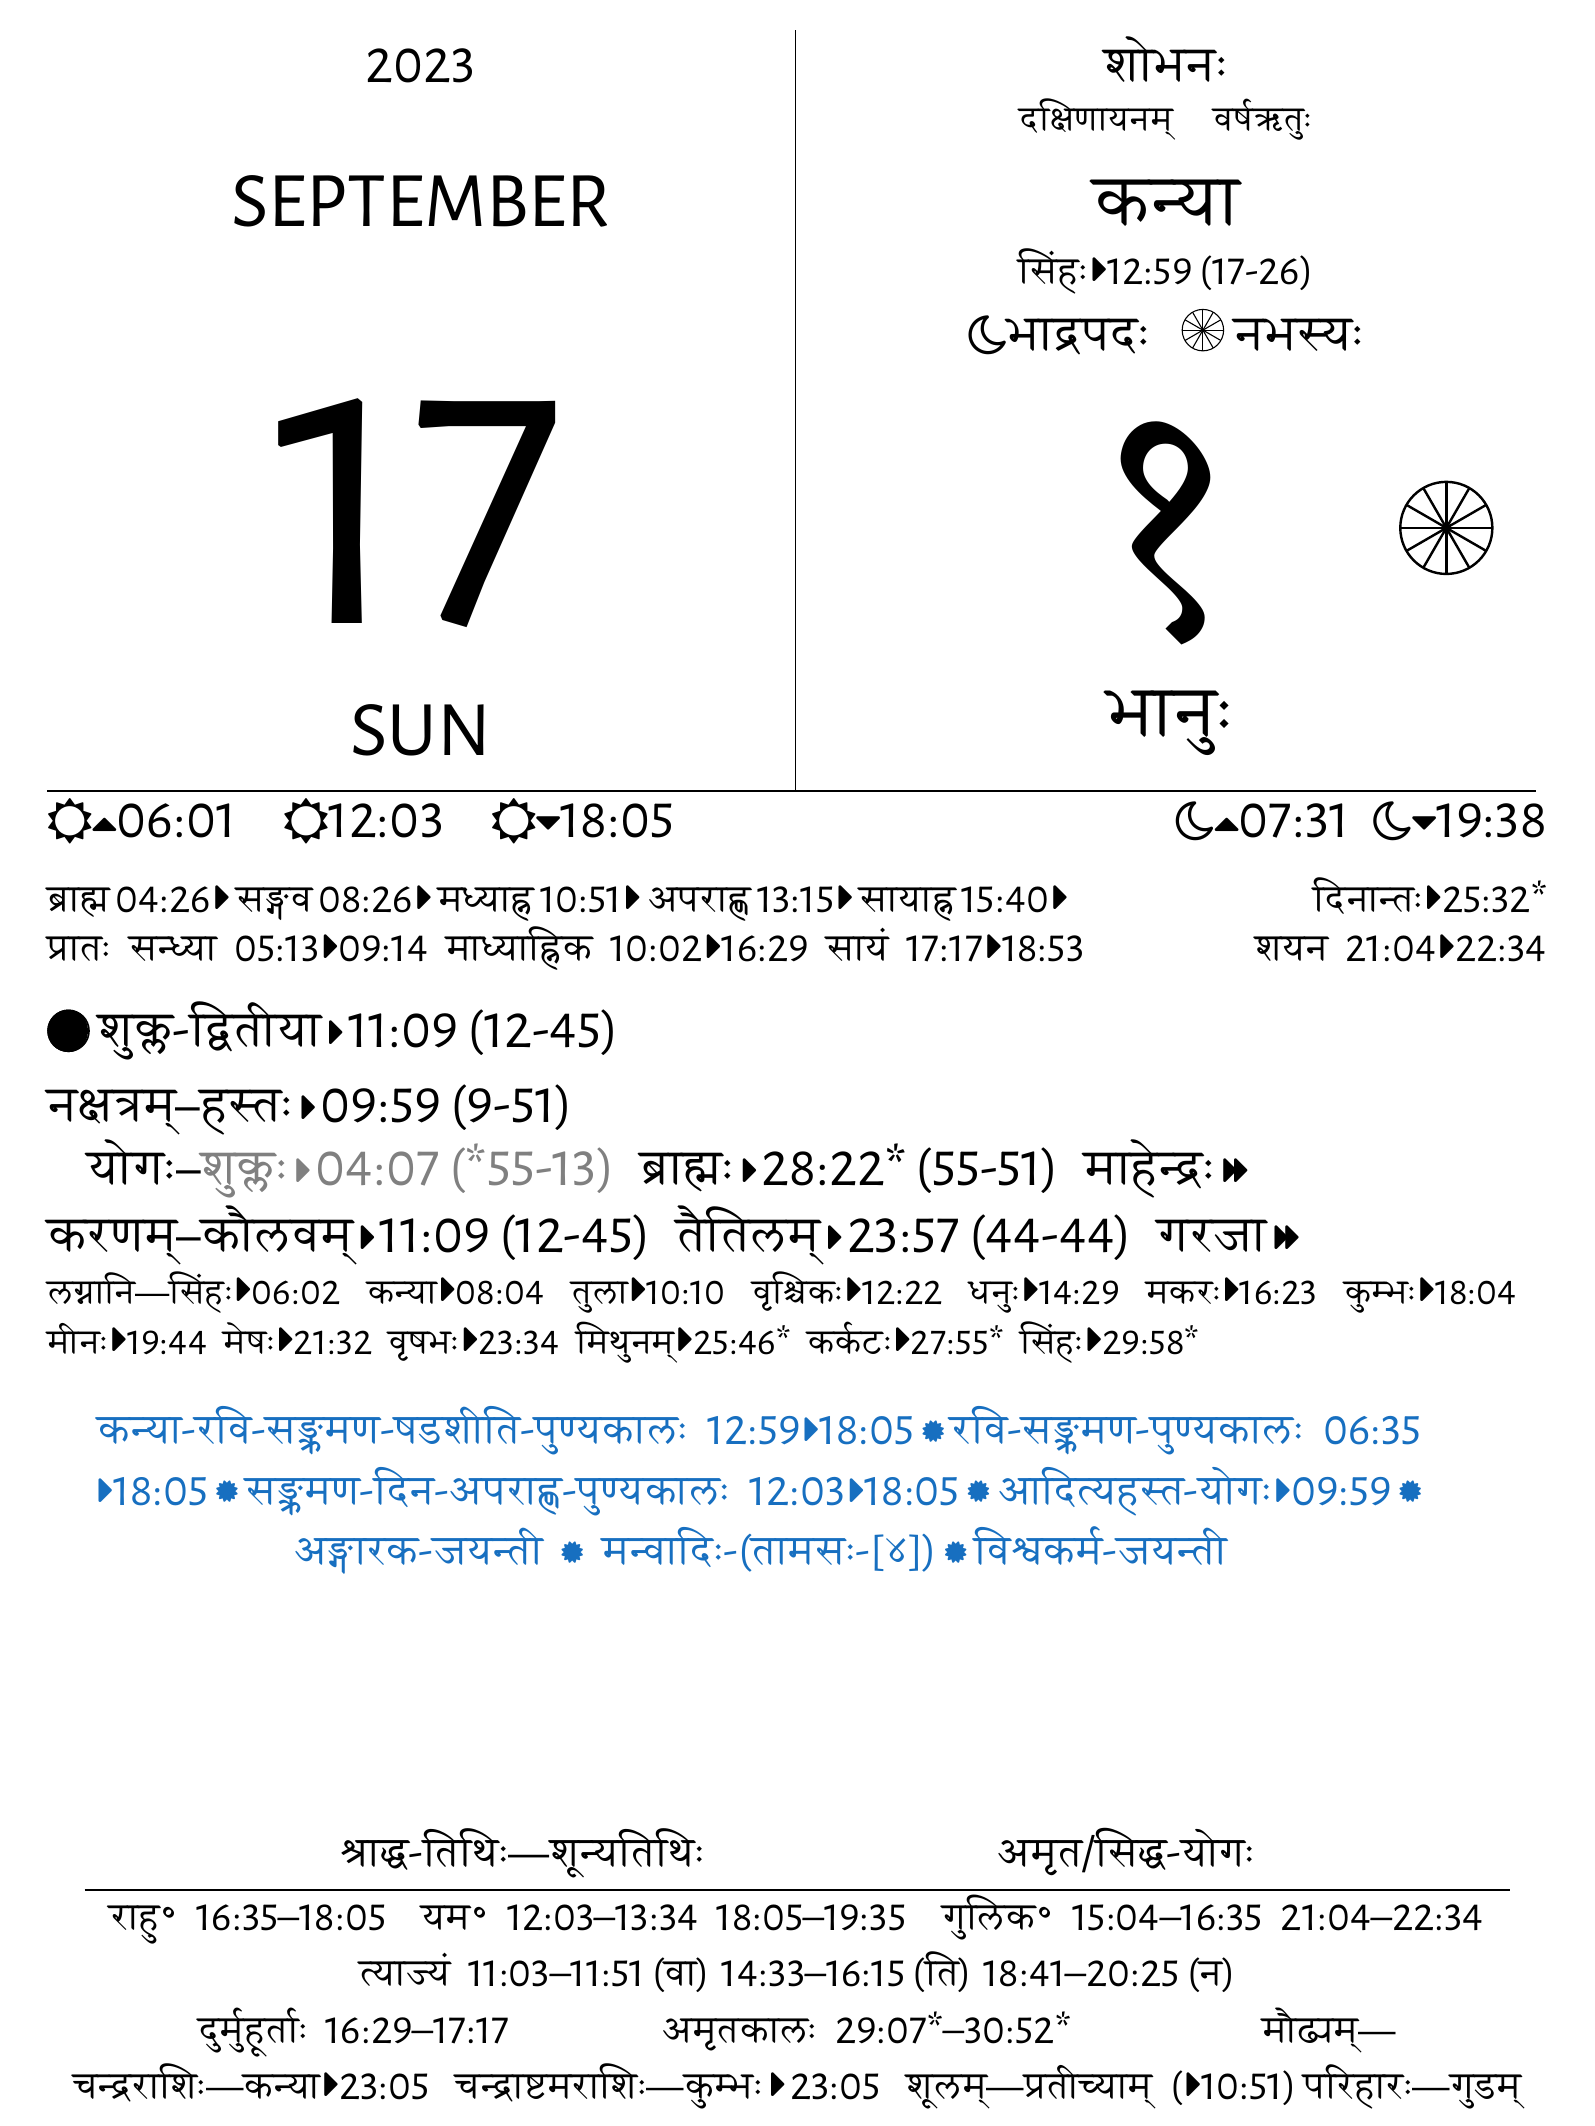 2023
SEPTEMBER
17
SUN
शोभनः
दक्षिणायनम् वर्षऋतुः
कन्या
सिंहः12:59 (17-26)
भाद्रपदः नभस्यः
१
भानुः
06:01 12:03 18:05 07:31 19:38
ब्राह्म 04:26 सङ्गव 08:26 मध्याह्न 10:51 अपराह्ण 13:15 सायाह्न 15:40 दिनान्तः25:32*
प्रातः सन्ध्या 05:13 09:14 माध्याह्निक 10:02 16:29 सायं 17:17 18:53 शयन 21:04 22:34
शुक्ल-द्वितीया 11:09 (12-45)
नक्षत्रम्–हस्तः 09:59 (9-51)
योगः–शुक्लः 04:07 (*55-13) ब्राह्मः 28:22* (55-51) माहेन्द्रः
करणम्–कौलवम् 11:09 (12-45) तैतिलम् 23:57 (44-44) गरजा
लग्नानि—सिंहः 06:02 कन्या 08:04 तुला 10:10 वृश्चिकः 12:22 धनुः 14:29 मकरः 16:23 कुम्भः 18:04
मीनः 19:44 मेषः 21:32 वृषभः 23:34 मिथुनम् 25:46* कर्कटः 27:55* सिंहः 29:58*
कन्या-रवि-सङ्क्रमण-षडशीति-पुण्यकालः 12:59 18:05 रवि-सङ्क्रमण-पुण्यकालः 06:35
18:05 सङ्क्रमण-दिन-अपराह्ण-पुण्यकालः 12:03 18:05 आदित्यहस्त-योगः 09:59
अङ्गारक-जयन्ती मन्वादिः-(तामसः-[४]) विश्वकर्म-जयन्ती
श्राद्ध-तिथिः—शून्यतिथिः अमृत/सिद्ध-योगः
राहु॰ 16:35–18:05 यम॰ 12:03–13:34 18:05–19:35 गुलिक॰ 15:04–16:35 21:04–22:34
त्याज्यं 11:03–11:51 (वा) 14:33–16:15 (ति) 18:41–20:25 (न)
दुर्मुहूर्ताः 16:29–17:17 अमृतकालः 29:07*–30:52* मौढ्यम्—
चन्द्रराशिः—कन्या 23:05 चन्द्राष्टमराशिः—कुम्भः 23:05 शूलम्—प्रतीच्याम् (10:51) परिहारः—गुडम्